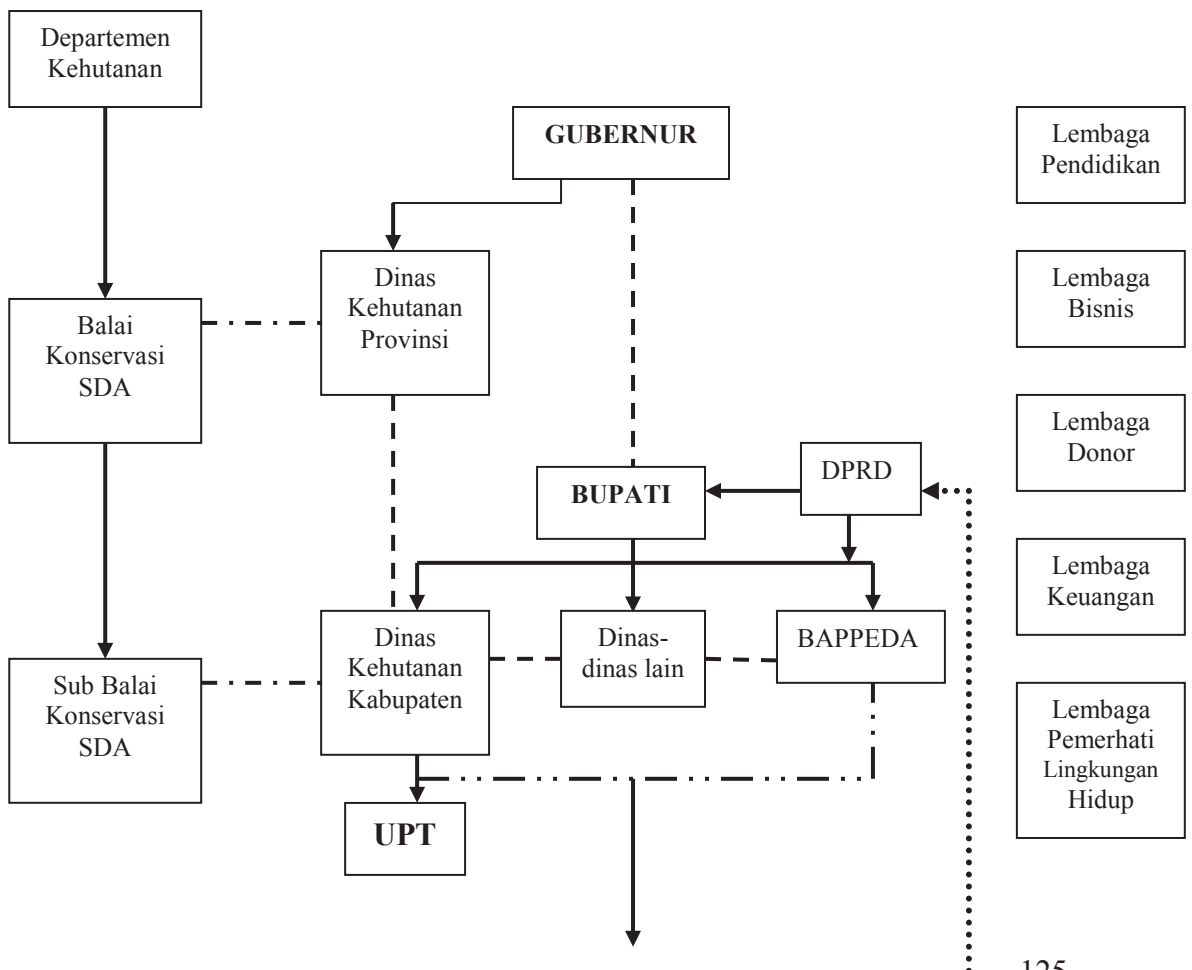 Departemen
Kehutanan
GUBERNUR
Lembaga
Pendidikan
Dinas
Kehutanan
Provinsi
Lembaga
Bisnis
Balai
Konservasi
SDA
Lembaga
Donor
DPRD
BUPATI
Lembaga
Keuangan
Dinas
Kehutanan
Kabupaten
Dinas-
dinas lain
BAPPEDA
Sub Balai
Konservasi
SDA
Lembaga
Pemerhati
Lingkungan
Hidup
UPT
125